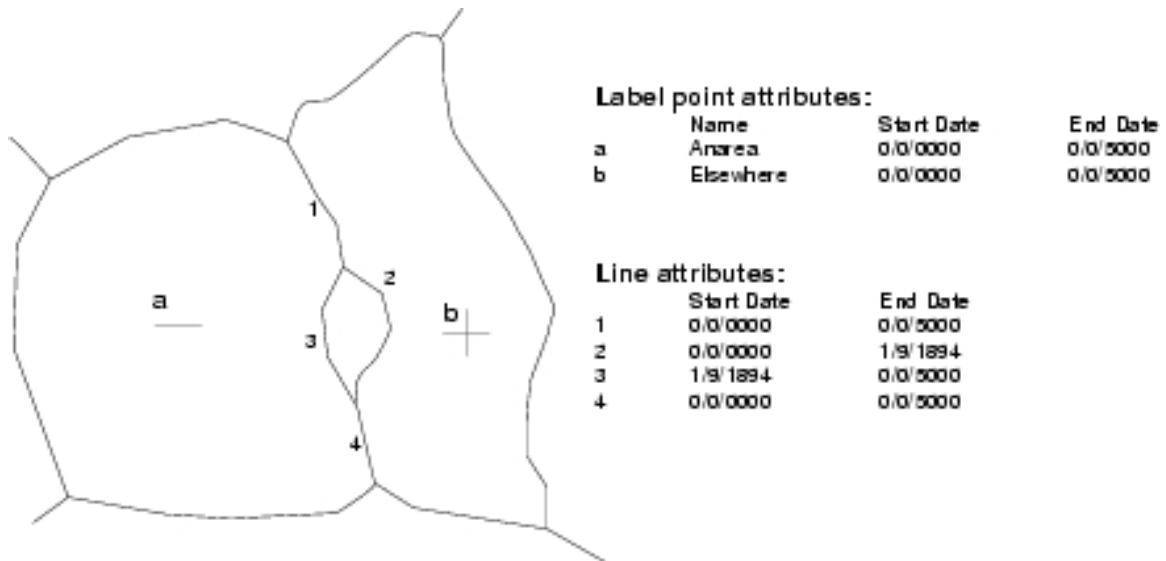 Label point attributes:
Name Start Date End Date
a Anarea 0/0/0000 0/0/5000
b Elsewhere 0/0/0000 0/0/5000
1
2
a
b
3
4
Line attributes:
Start Date End Date
1 0/0/0000 0/0/5000
2 0/0/0000 1/9/1894
3 1/9/1894 0/0/5000
4 0/0/0000 0/0/5000